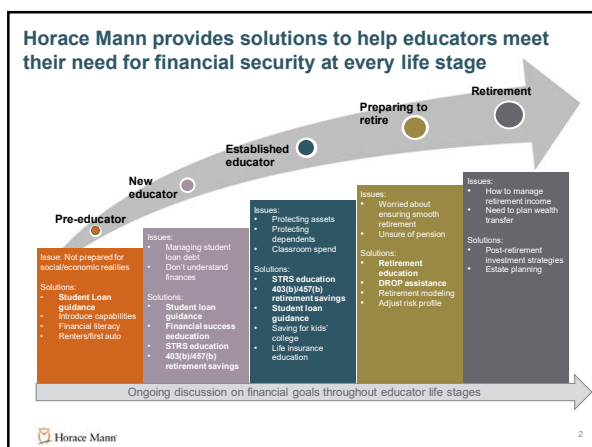 Horace Mann provides solutions to help educators meet
their need for financial security at every life stage
Retirement
Preparing to
retire
Established
educator
New
educator
Pre-educator
Issue: Not prepared for
social/economic realities
Solutions:
• Student Loan
guidance
• Introduce capabilities
• Financial literacy
• Renters/first auto
Issues:
• Managing student
loan debt
• Don't understand
finances
Solutions:
• Student loan
guidance
• Financial success
eeducation
• STRS education
• 403(b)/457(b)
retirement savings
Issues:
• Protecting assets
• Protecting
dependents
• Classroom spend
Solutions:
• STRS education
• 403(b)/457(b)
retirement savings
• Student loan
guidance
• Saving for kids'
college
• Life insurance
education
Issues:
• Worried about
ensuring smooth
retirement
• Unsure of pension
Solutions:
• Retirement
education
• DROP assistance
• Retirement modeling
• Adjust risk profile
Issues:
• How to manage
retirement income
• Need to plan wealth
transfer
Solutions:
• Post-retirement
investment strategies
• Estate planning
Ongoing discussion on financial goals throughout educator life stages
Horace Mann
2